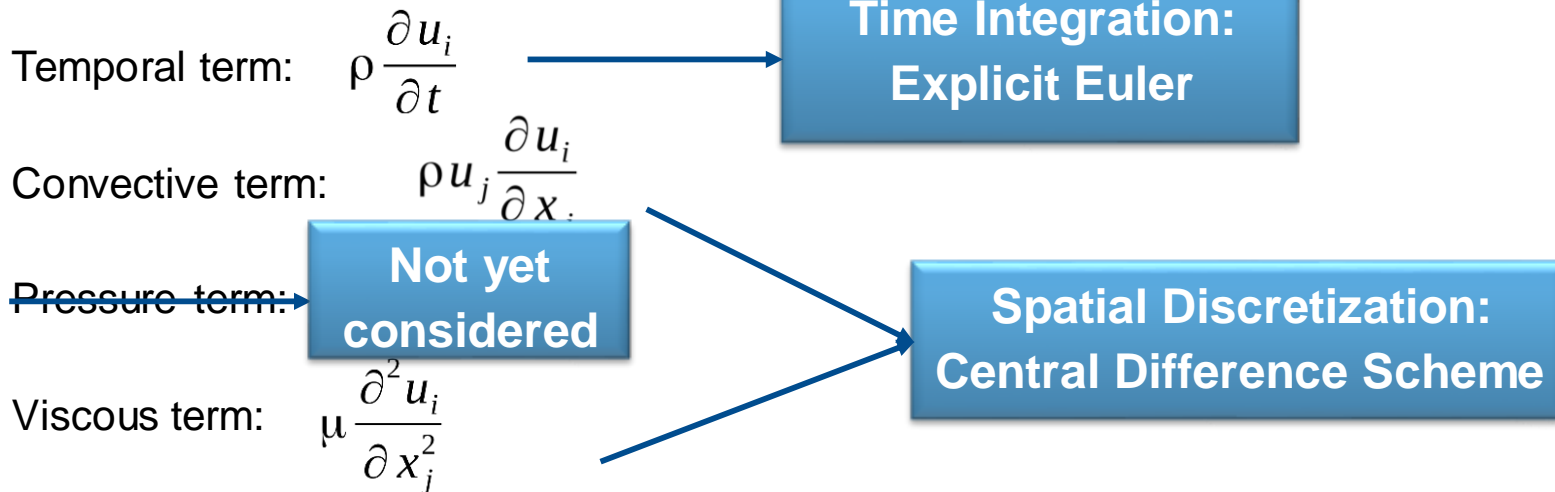 Time Integration:
Explicit Euler
Temporal term: ρ ∂u_i/∂t
Convective term: ρu_j ∂u_i/∂x
Not yet
considered
Pressure term:
Spatial Discretization:
Central Difference Scheme
Viscous term: μ ∂²u_i/∂x_j²